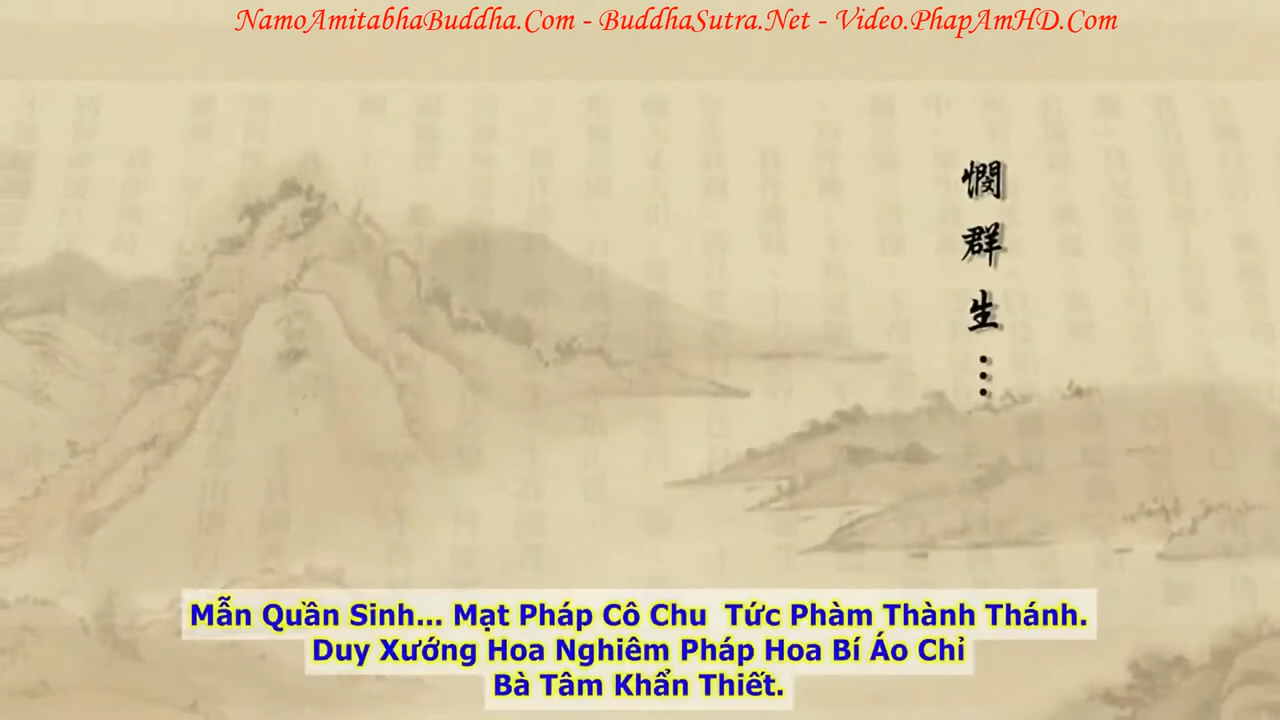 NamoAmitabhaBuddha.Com - BuddhaSutra.Net - Video.PhapAmHD.Com
憫群生…
Mẫn Quần Sinh... Mạt Pháp Cô Chu  Tức Phàm Thành Thánh.
Duy Xướng Hoa Nghiêm Pháp Hoa Bí Áo Chỉ
Bà Tâm Khẩn Thiết.